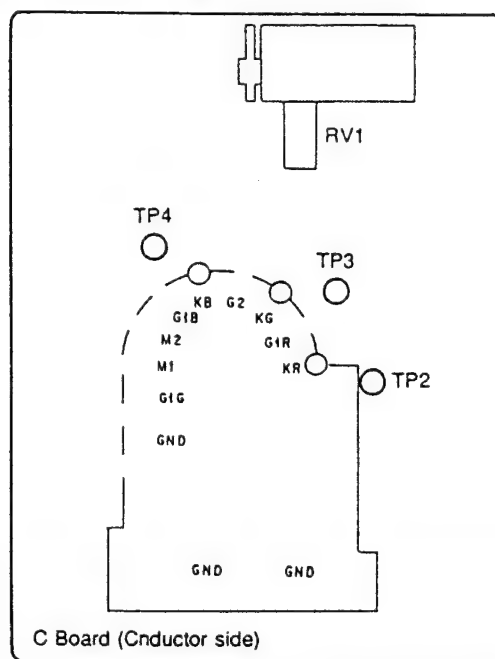 RV1
TP4
TP3
KB G2
G1B KG
M2 G1R
M1 KR
TP2
G1G
GND
GND GND
C Board (Cnductor side)